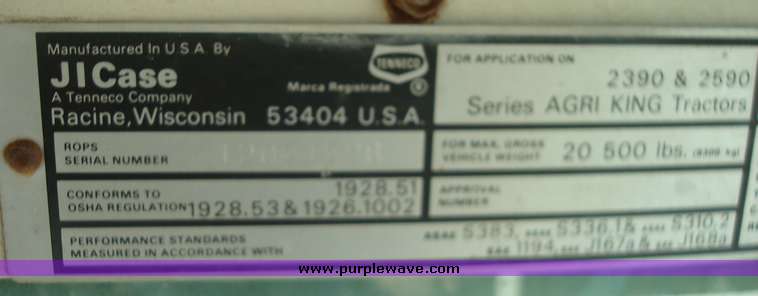 Manufactured In U S A By
J I Case
A Tenneco Company
Racine, Wisconsin 53404 U.S.A.
TENNECO
Marca Registrada ®
FOR APPLICATION ON
2390 & 2590
Series AGRI KING Tractors
ROPS
SERIAL NUMBER
FOR MAX. GROSS
VEHICLE WEIGHT 20 500 lbs.
CONFORMS TO 1928.51
OSHA REGULATION 1928.53 & 1926.1002
APPROVAL
NUMBER
PERFORMANCE STANDARDS
MEASURED IN ACCORDANCE WITH
ASAE S383, S336.1 & S310.2
SAE 1194, J167a & J168a
www.purplewave.com